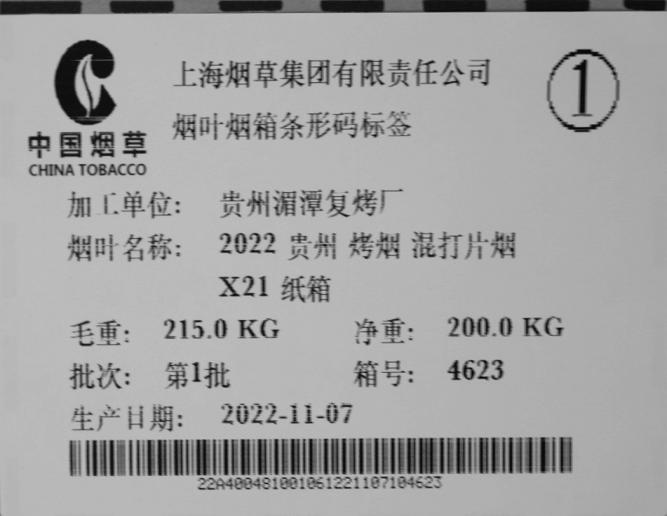 上海烟草集团有限责任公司
①
烟叶烟箱条形码标签
中国烟草
CHINA TOBACCO
加工单位: 贵州湄潭复烤厂
烟叶名称: 2022 贵州 烤烟 混打片烟
X21 纸箱
毛重: 215.0 KG 净重: 200.0 KG
批次: 第1批 箱号: 4623
生产日期: 2022-11-07
22A40048100106122110710​4623